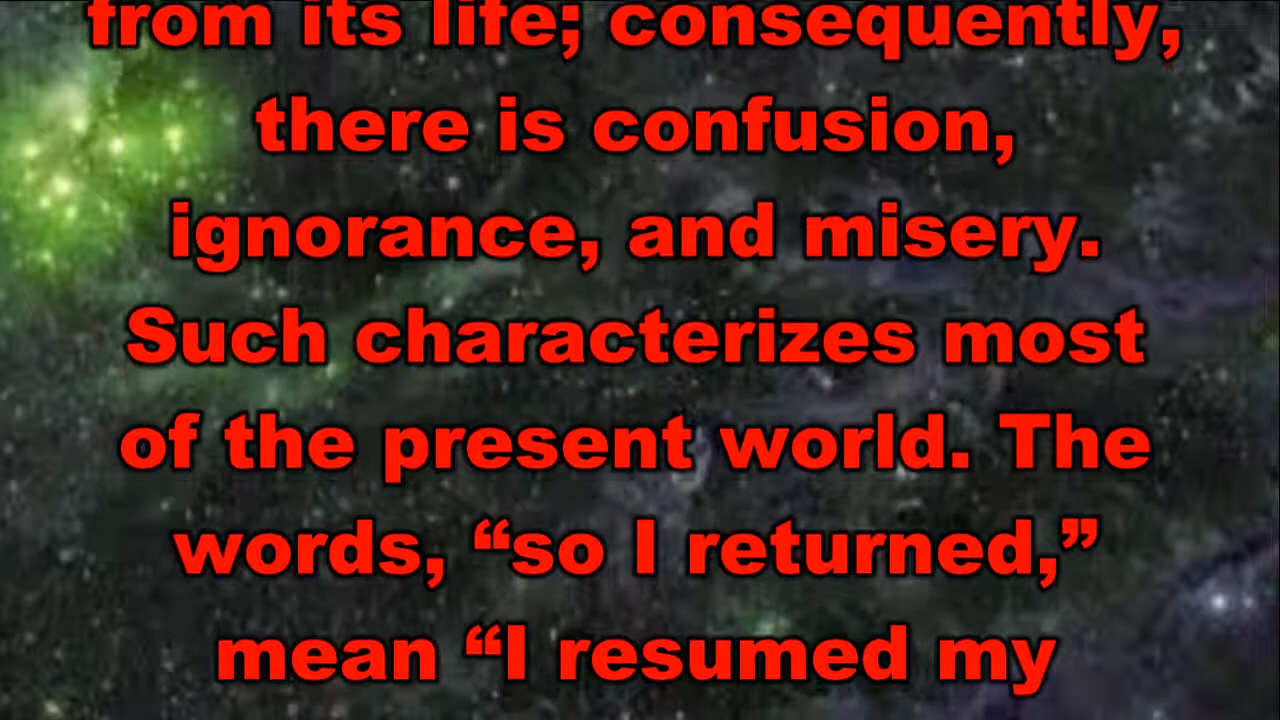 from its life; consequently,
there is confusion,
ignorance, and misery.
Such characterizes most
of the present world. The
words, “so I returned,”
mean “I resumed my